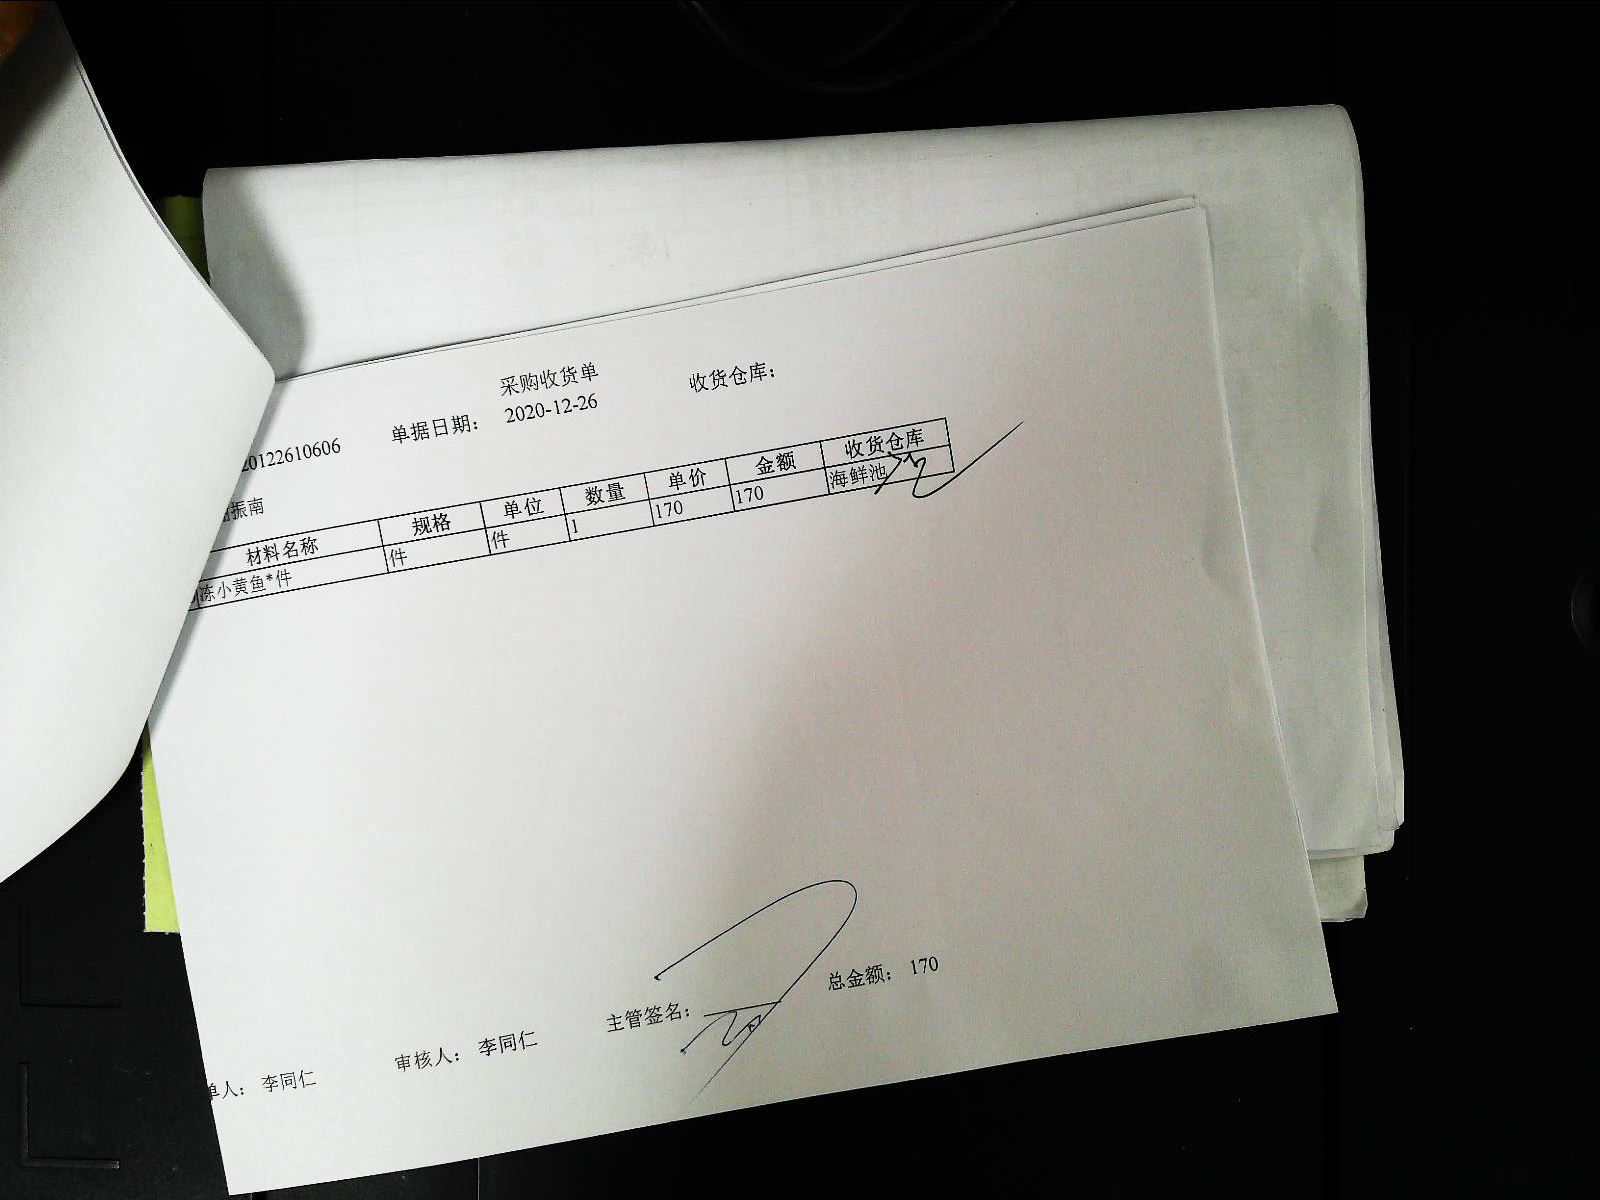 采购收货单
20122610606 单据日期： 2020-12-26 收货仓库：
振南
材料名称 规格 单位 数量 单价 金额 收货仓库
冻小黄鱼*件 件 件 1 170 170 海鲜池
主管签名： 总金额： 170
单人： 李同仁 审核人： 李同仁